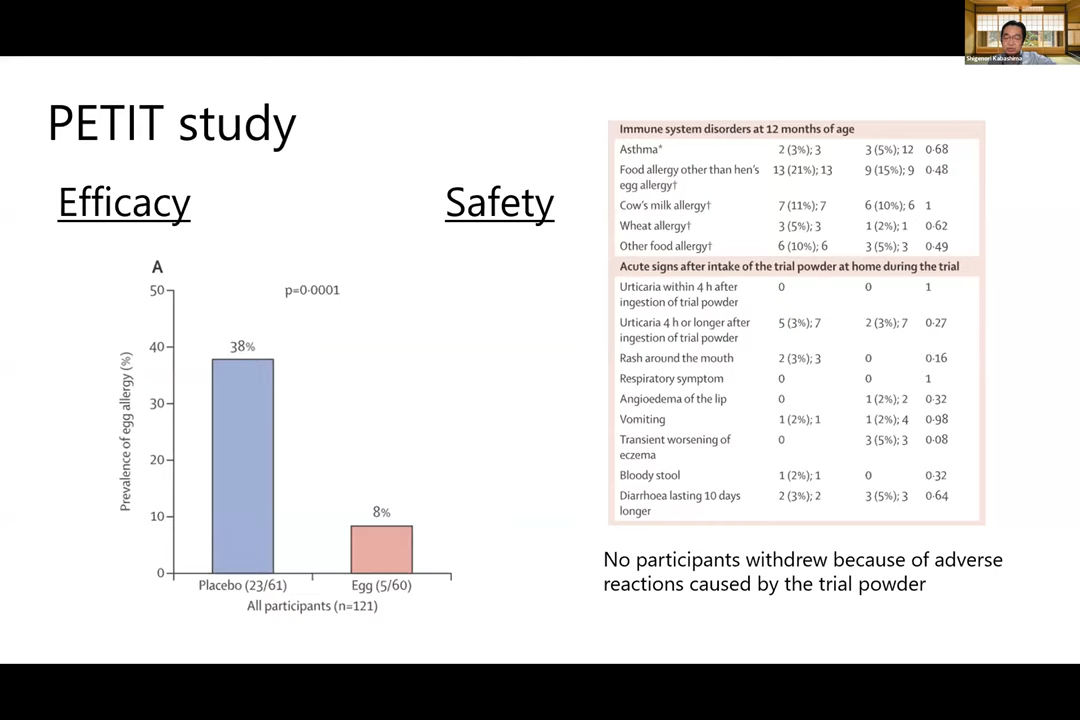 Shigenori Kabashima
PETIT study
Efficacy
Safety
A
p=0·0001
Prevalence of egg allergy (%)
50
40
30
20
10
0
38%
8%
Placebo (23/61)
Egg (5/60)
All participants (n=121)
Immune system disorders at 12 months of age
Asthma* 2 (3%); 3 3 (5%); 12 0·68
Food allergy other than hen's 13 (21%); 13 9 (15%); 9 0·48
egg allergy†
Cow's milk allergy† 7 (11%); 7 6 (10%); 6 1
Wheat allergy† 3 (5%); 3 1 (2%); 1 0·62
Other food allergy† 6 (10%); 6 3 (5%); 3 0·49
Acute signs after intake of the trial powder at home during the trial
Urticaria within 4 h after 0 0 1
ingestion of trial powder
Urticaria 4 h or longer after 5 (3%); 7 2 (3%); 7 0·27
ingestion of trial powder
Rash around the mouth 2 (3%); 3 0 0·16
Respiratory symptom 0 0 1
Angioedema of the lip 0 1 (2%); 2 0·32
Vomiting 1 (2%); 1 1 (2%); 4 0·98
Transient worsening of 0 3 (5%); 3 0·08
eczema
Bloody stool 1 (2%); 1 0 0·32
Diarrhoea lasting 10 days 2 (3%); 2 3 (5%); 3 0·64
longer
No participants withdrew because of adverse
reactions caused by the trial powder